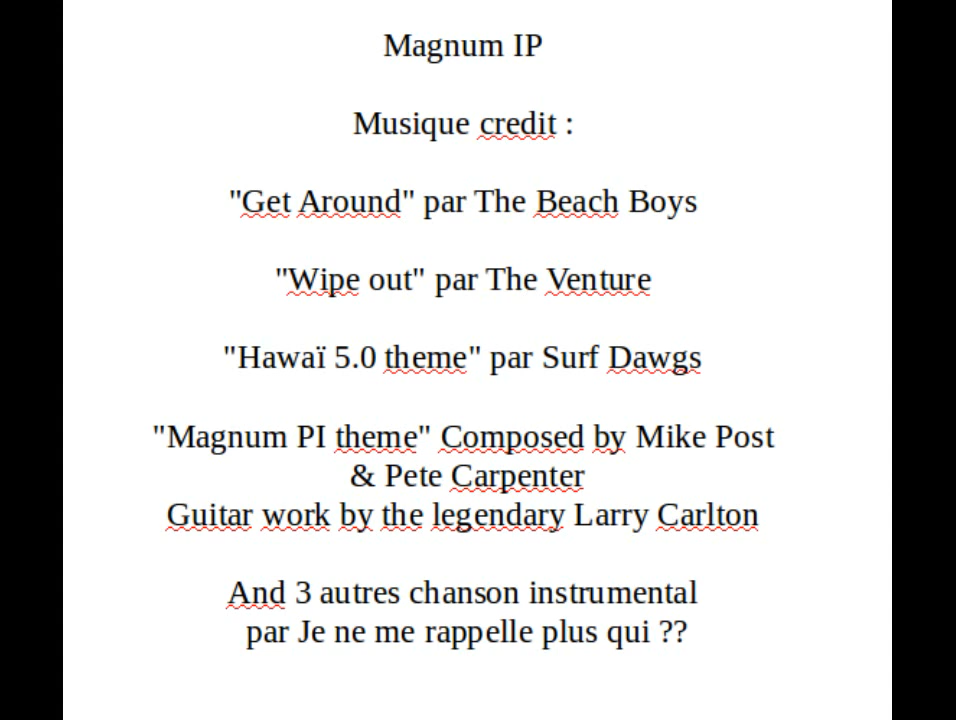 Magnum IP
Musique credit :
"Get Around" par The Beach Boys
"Wipe out" par The Venture
"Hawaï 5.0 theme" par Surf Dawgs
"Magnum PI theme" Composed by Mike Post
& Pete Carpenter
Guitar work by the legendary Larry Carlton
And 3 autres chanson instrumental
par Je ne me rappelle plus qui ??